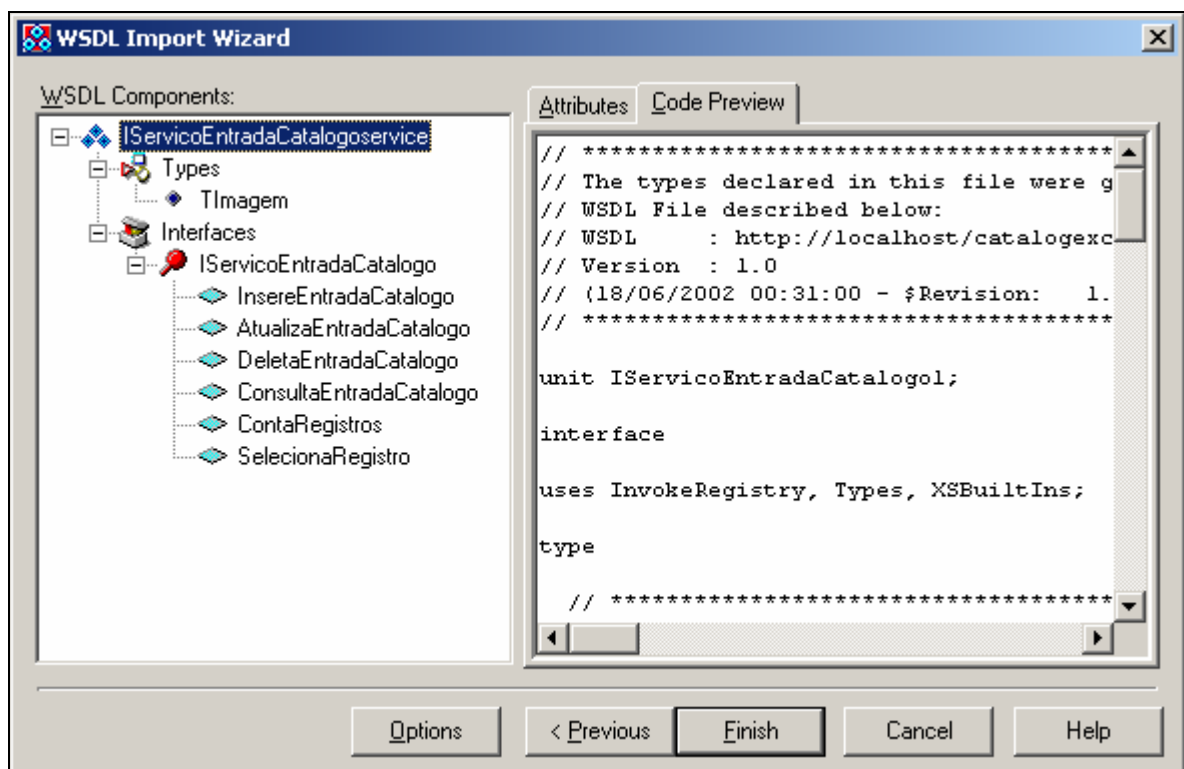 WSDL Import Wizard
WSDL Components:
IServicoEntradaCatalogoservice
Types
TImagem
Interfaces
IServicoEntradaCatalogo
InsereEntradaCatalogo
AtualizaEntradaCatalogo
DeletaEntradaCatalogo
ConsultaEntradaCatalogo
ContaRegistros
SelecionaRegistro
Attributes
Code Preview
// **************************************
// The types declared in this file were g
// WSDL File described below:
// WSDL     : http://localhost/catalogexc
// Version  : 1.0
// (18/06/2002 00:31:00 - $Revision:   1.
// **************************************
unit IServicoEntradaCatalogo1;
interface
uses InvokeRegistry, Types, XSBuiltIns;
type
// ************************************
Options
< Previous
Finish
Cancel
Help